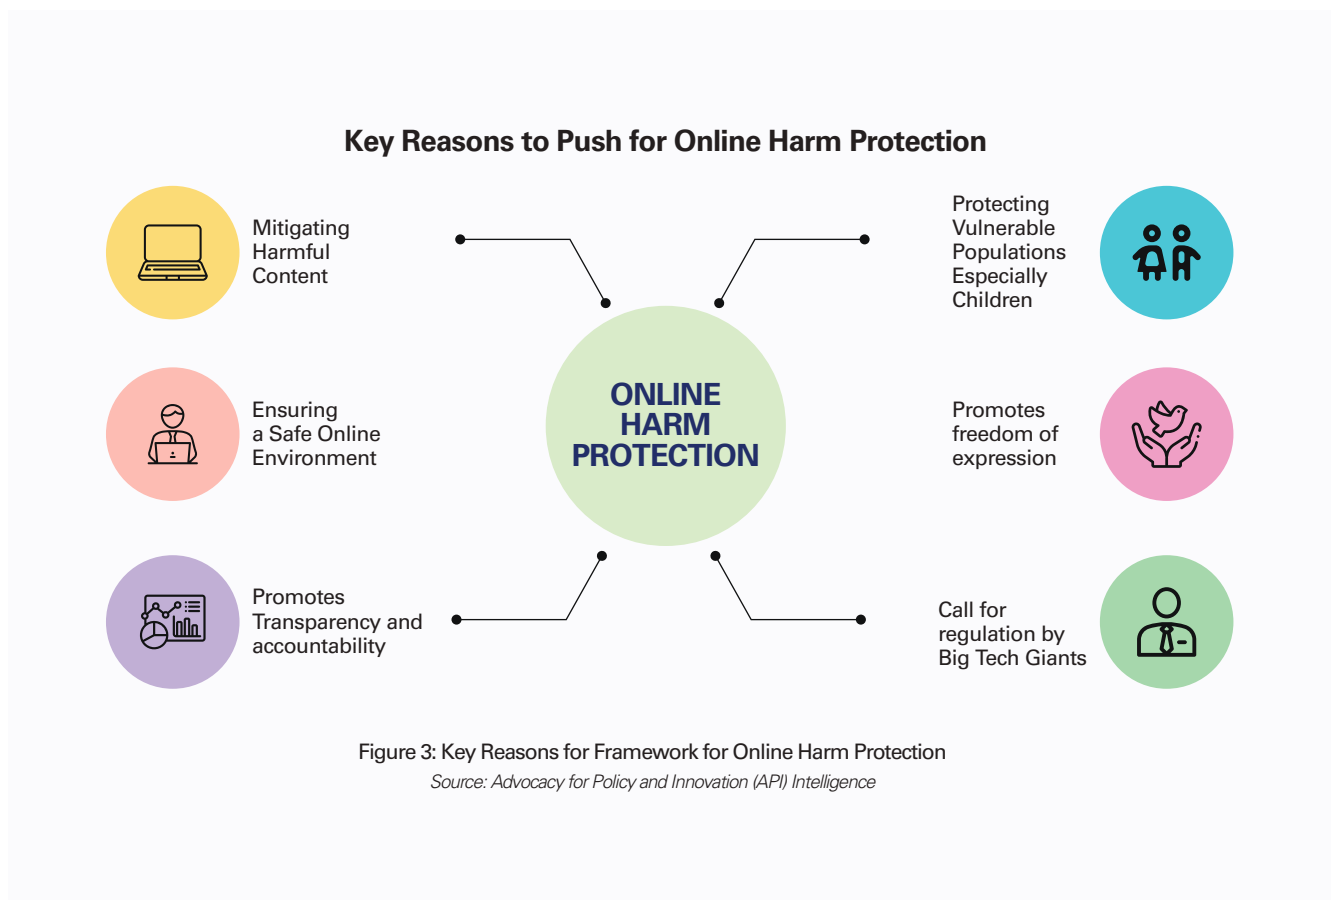 Key Reasons to Push for Online Harm Protection
Mitigating
Harmful
Content
Ensuring
a Safe Online
Environment
Promotes
Transparency and
accountability
ONLINE
HARM
PROTECTION
Protecting
Vulnerable
Populations
Especially
Children
Promotes
freedom of
expression
Call for
regulation by
Big Tech Giants
Figure 3: Key Reasons for Framework for Online Harm Protection
Source: Advocacy for Policy and Innovation (API) Intelligence